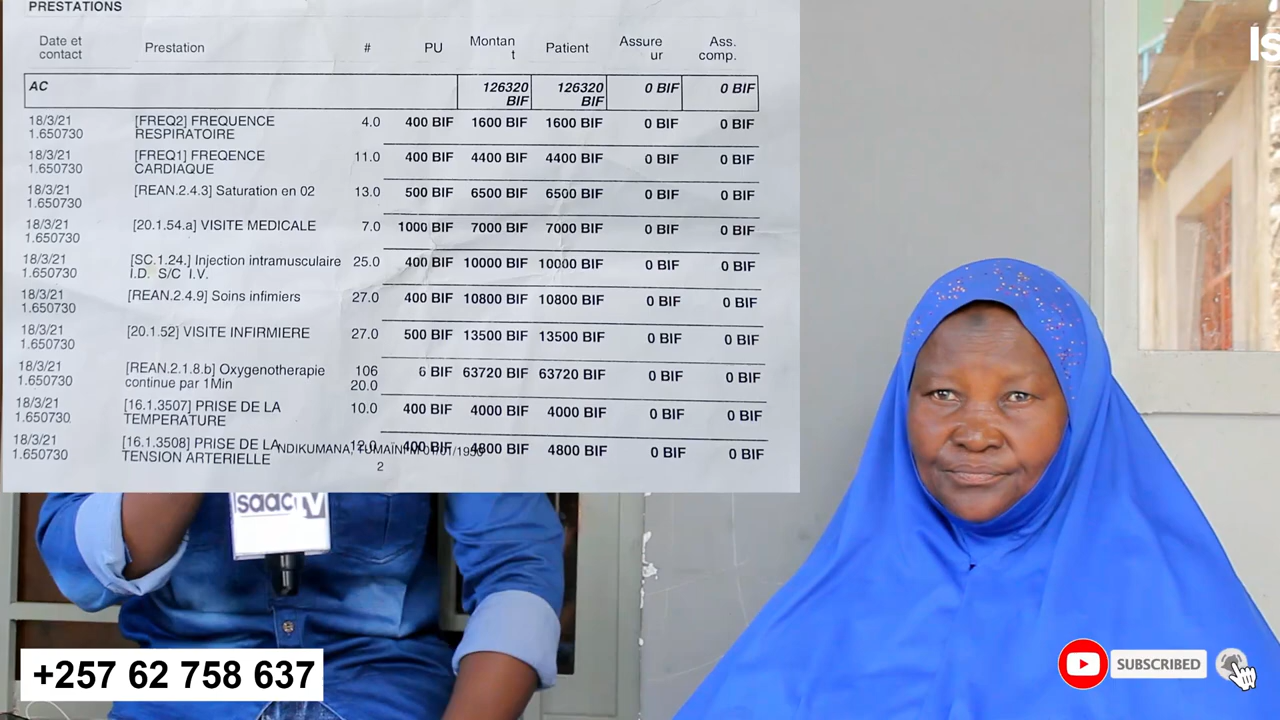 PRESTATIONS
Date et contact Prestation # PU Montant Patient Assureur Ass. comp.
AC 126320 BIF 126320 BIF 0 BIF 0 BIF
18/3/21 1.650730 [FREQ2] FREQUENCE RESPIRATOIRE 4.0 400 BIF 1600 BIF 1600 BIF 0 BIF 0 BIF
18/3/21 1.650730 [FREQ1] FREQENCE CARDIAQUE 11.0 400 BIF 4400 BIF 4400 BIF 0 BIF 0 BIF
18/3/21 1.650730 [REAN.2.4.3] Saturation en 02 13.0 500 BIF 6500 BIF 6500 BIF 0 BIF 0 BIF
18/3/21 1.650730 [20.1.54.a] VISITE MEDICALE 7.0 1000 BIF 7000 BIF 7000 BIF 0 BIF 0 BIF
18/3/21 1.650730 [SC.1.24.] Injection intramusculaire I.D. S/C I.V. 25.0 400 BIF 10000 BIF 10000 BIF 0 BIF 0 BIF
18/3/21 1.650730 [REAN.2.4.9] Soins infimiers 27.0 400 BIF 10800 BIF 10800 BIF 0 BIF 0 BIF
18/3/21 1.650730 [20.1.52] VISITE INFIRMIERE 27.0 500 BIF 13500 BIF 13500 BIF 0 BIF 0 BIF
18/3/21 1.650730 [REAN.2.1.8.b] Oxygenotherapie continue par 1Min 10620.0 6 BIF 63720 BIF 63720 BIF 0 BIF 0 BIF
18/3/21 1.650730 [16.1.3507] PRISE DE LA TEMPERATURE 10.0 400 BIF 4000 BIF 4000 BIF 0 BIF 0 BIF
18/3/21 1.650730 [16.1.3508] PRISE DE LA TENSION ARTERIELLE 12.0 400 BIF 4800 BIF 4800 BIF 0 BIF 0 BIF
NDIKUMANA,
2
Isaac TV
+257 62 758 637
SUBSCRIBED